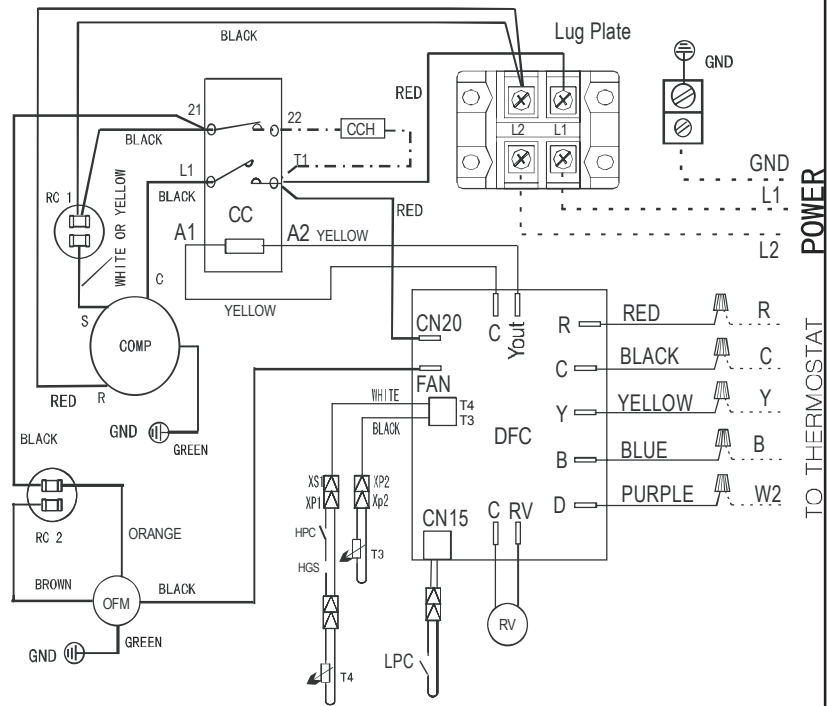 Lug Plate
BLACK
GND
RED
21
22
CCH
BLACK
L2
L1
T1
L1
BLACK
GND
L1
L2
POWER
RC 1
WHITE OR YELLOW
CC
RED
A1
A2
YELLOW
YELLOW
C
S
COMP
R
RED
GND
GREEN
CN20
C
Yout
FAN
WHITE
BLACK
T4
T3
DFC
R
RED
R
C
BLACK
C
Y
YELLOW
Y
B
BLUE
B
D
PURPLE
W2
TO THERMOSTAT
BLACK
XS1
XP2
XP1
Xp2
CN15
C
RV
RC 2
ORANGE
HPC
T3
HGS
BROWN
OFM
BLACK
RV
GREEN
GND
T4
LPC